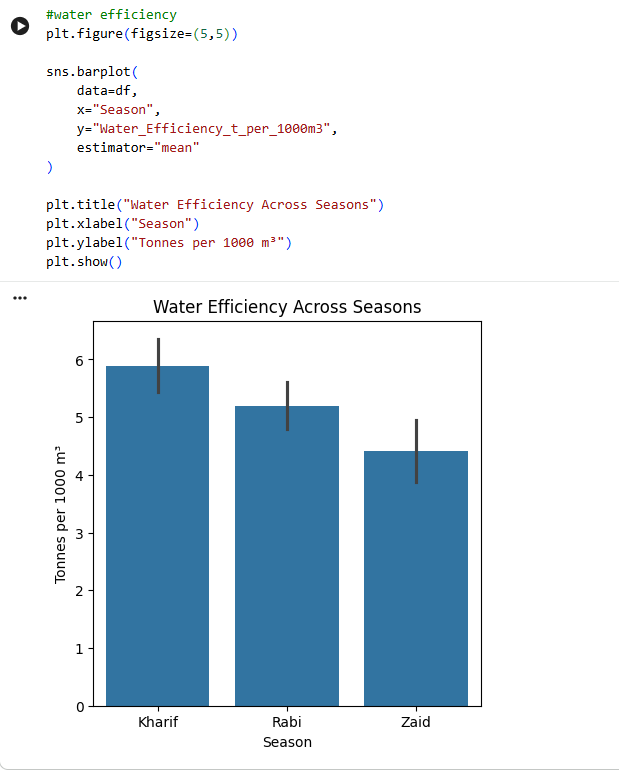 #water efficiency
plt.figure(figsize=(5,5))
sns.barplot(
    data=df,
    x="Season",
    y="Water_Efficiency_t_per_1000m3",
    estimator="mean"
)
plt.title("Water Efficiency Across Seasons")
plt.xlabel("Season")
plt.ylabel("Tonnes per 1000 m³")
plt.show()
Water Efficiency Across Seasons
Tonnes per 1000 m³
6
5
4
3
2
1
0
Kharif Rabi Zaid
Season